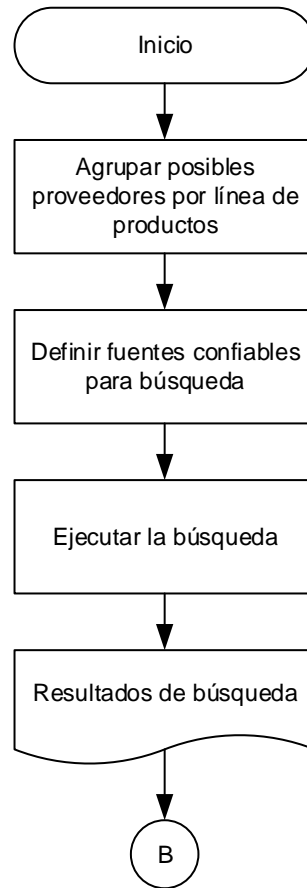 Inicio
Agrupar posibles
proveedores por línea de
productos
Definir fuentes confiables
para búsqueda
Ejecutar la búsqueda
Resultados de búsqueda
B